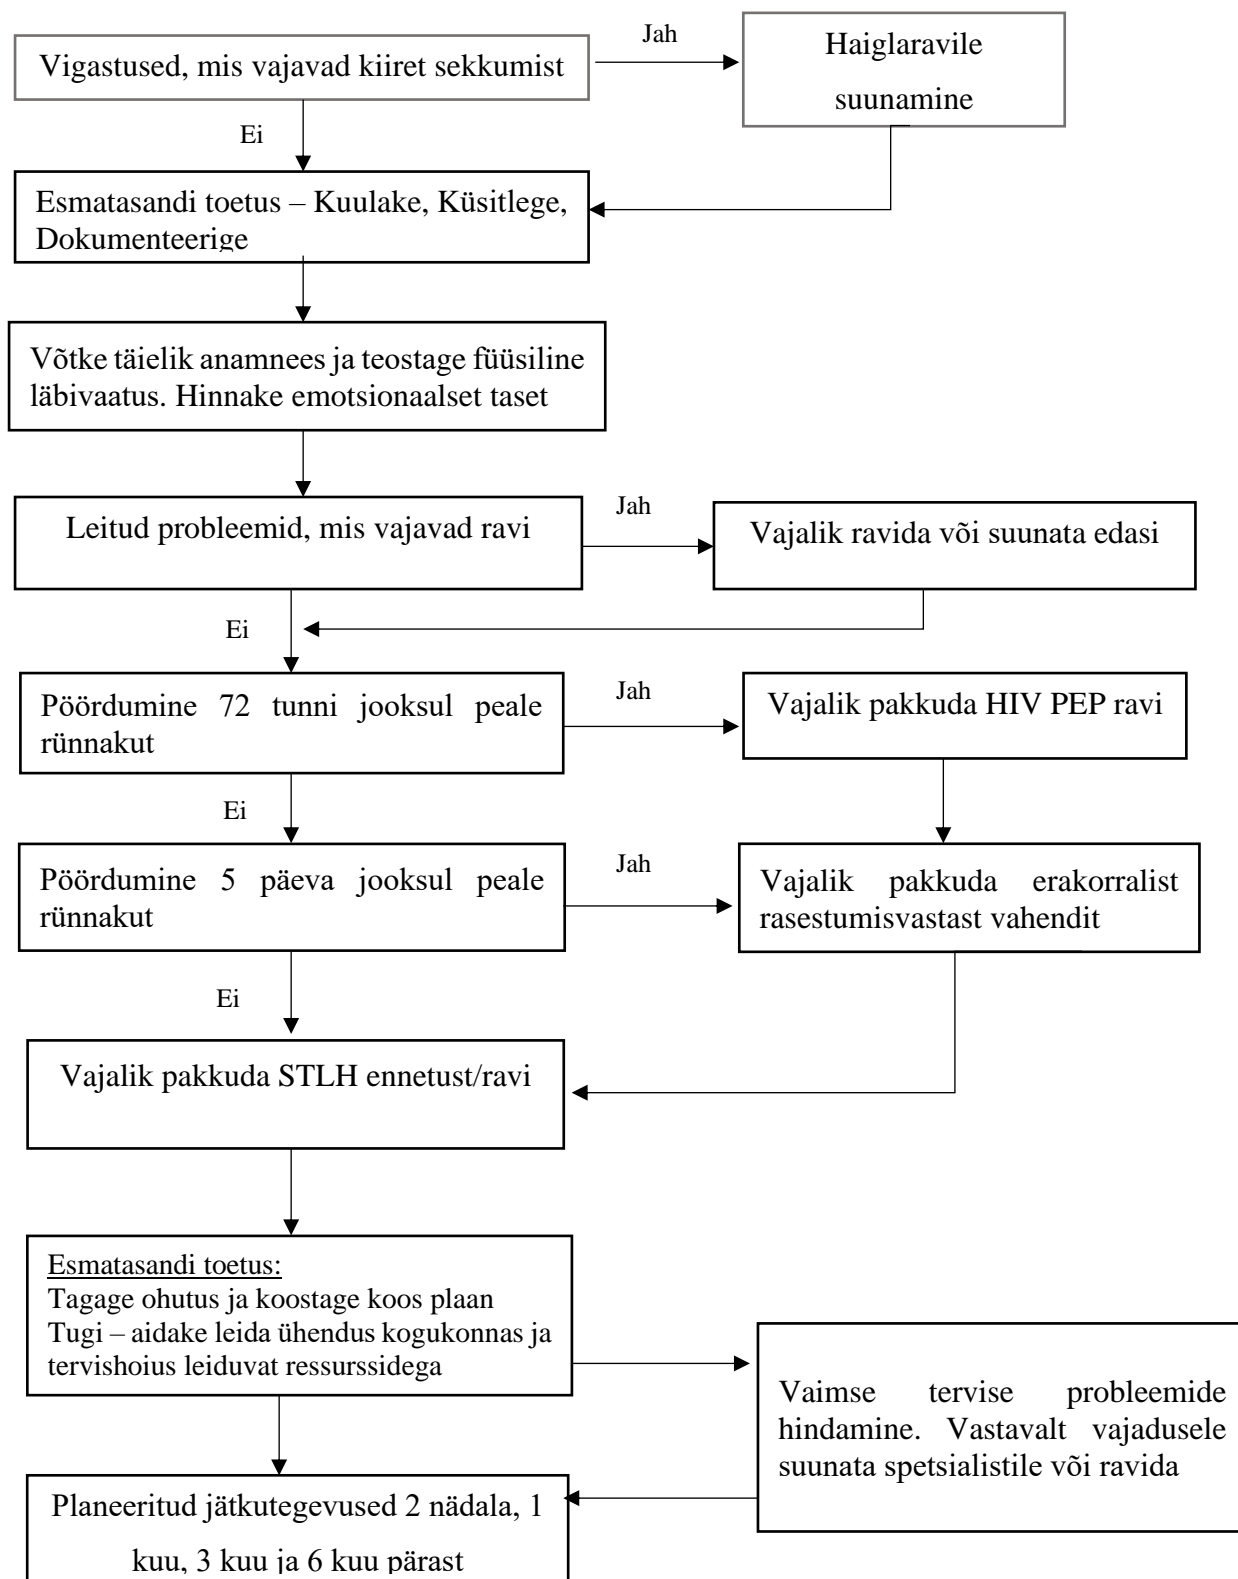 Vigastused, mis vajavad kiiret sekkumist
Jah
Haiglaravile
suunamine
Ei
Esmatasandi toetus – Kuulake, Küsitlege,
Dokumenteerige
Võtke täielik anamnees ja teostage füüsiline
läbivaatus. Hinnake emotsionaalset taset
Leitud probleemid, mis vajavad ravi
Jah
Vajalik ravida või suunata edasi
Ei
Pöördumine 72 tunni jooksul peale
rünnakut
Jah
Vajalik pakkuda HIV PEP ravi
Ei
Pöördumine 5 päeva jooksul peale
rünnakut
Jah
Vajalik pakkuda erakorralist
rasestumisvastast vahendit
Ei
Vajalik pakkuda STLH ennetust/ravi
Esmatasandi toetus:
Tagage ohutus ja koostage koos plaan
Tugi – aidake leida ühendus kogukonnas ja
tervishoius leiduvat ressurssidega
Vaimse tervise probleemide
hindamine. Vastavalt vajadusele
suunata spetsialistile või ravida
Planeeritud jätkutegevused 2 nädala, 1
kuu, 3 kuu ja 6 kuu pärast